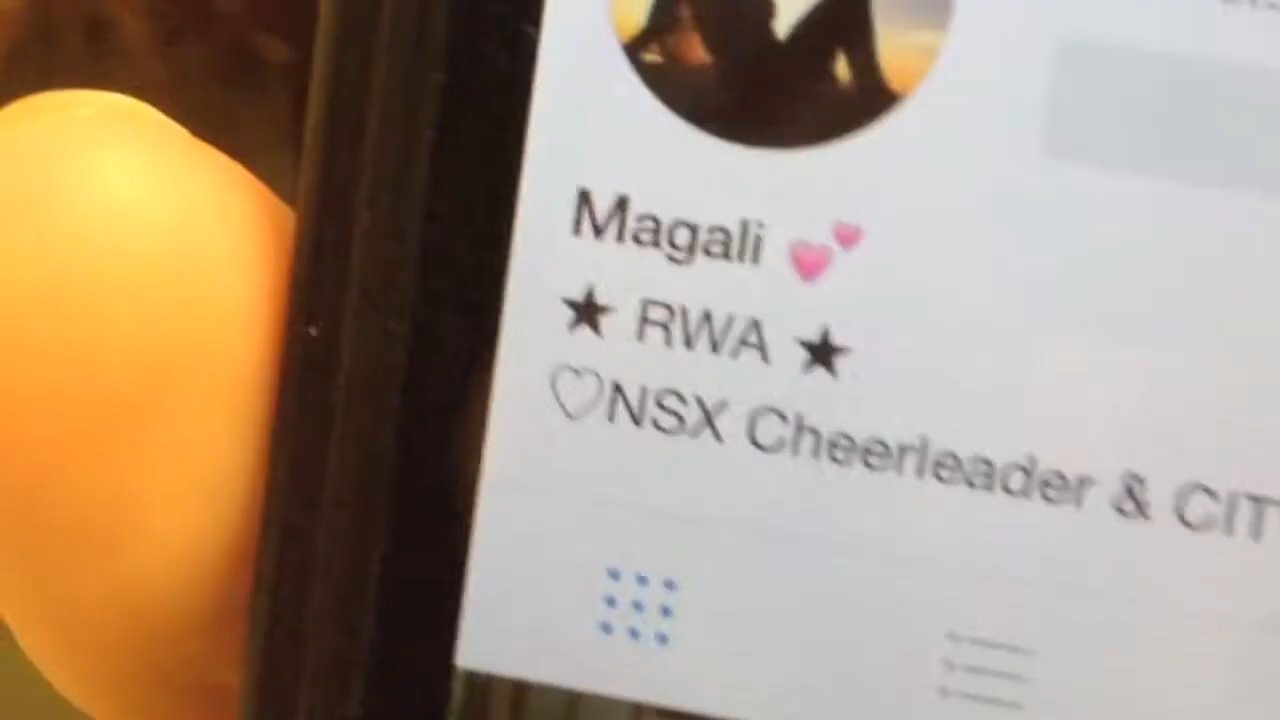 Magali 💕
★ RWA ★
♡NSX Cheerleader & CIT